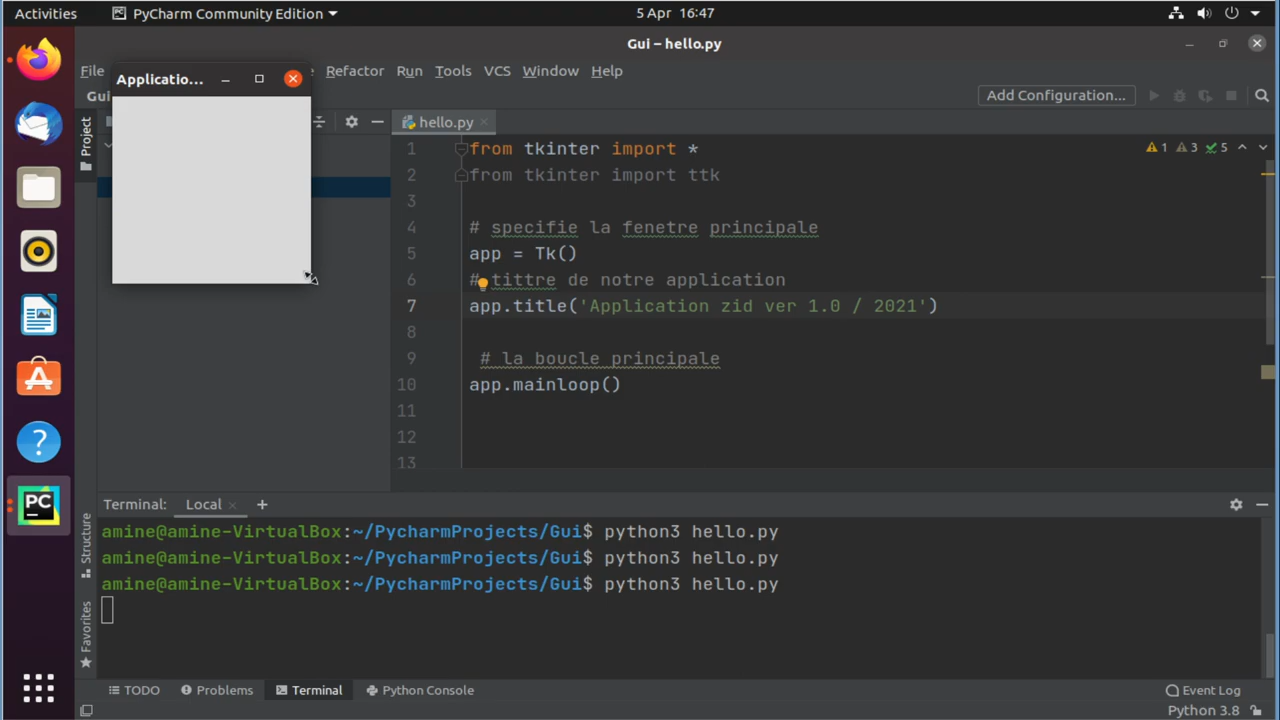 Activities PyCharm Community Edition 5 Apr 16:47
Gui – hello.py
Applicatio...
File Refactor Run Tools VCS Window Help
Gui Add Configuration...
Project
hello.py
1 from tkinter import * 1 3 5
2 from tkinter import ttk
3
4 # specifie la fenetre principale
5 app = Tk()
6 # tittre de notre application
7 app.title('Application zid ver 1.0 / 2021')
8
9 # la boucle principale
10 app.mainloop()
11
12
13
Terminal: Local +
amine@amine-VirtualBox:~/PycharmProjects/Gui$ python3 hello.py
amine@amine-VirtualBox:~/PycharmProjects/Gui$ python3 hello.py
amine@amine-VirtualBox:~/PycharmProjects/Gui$ python3 hello.py
Structure
Favorites
TODO Problems Terminal Python Console Event Log
Python 3.8
PC